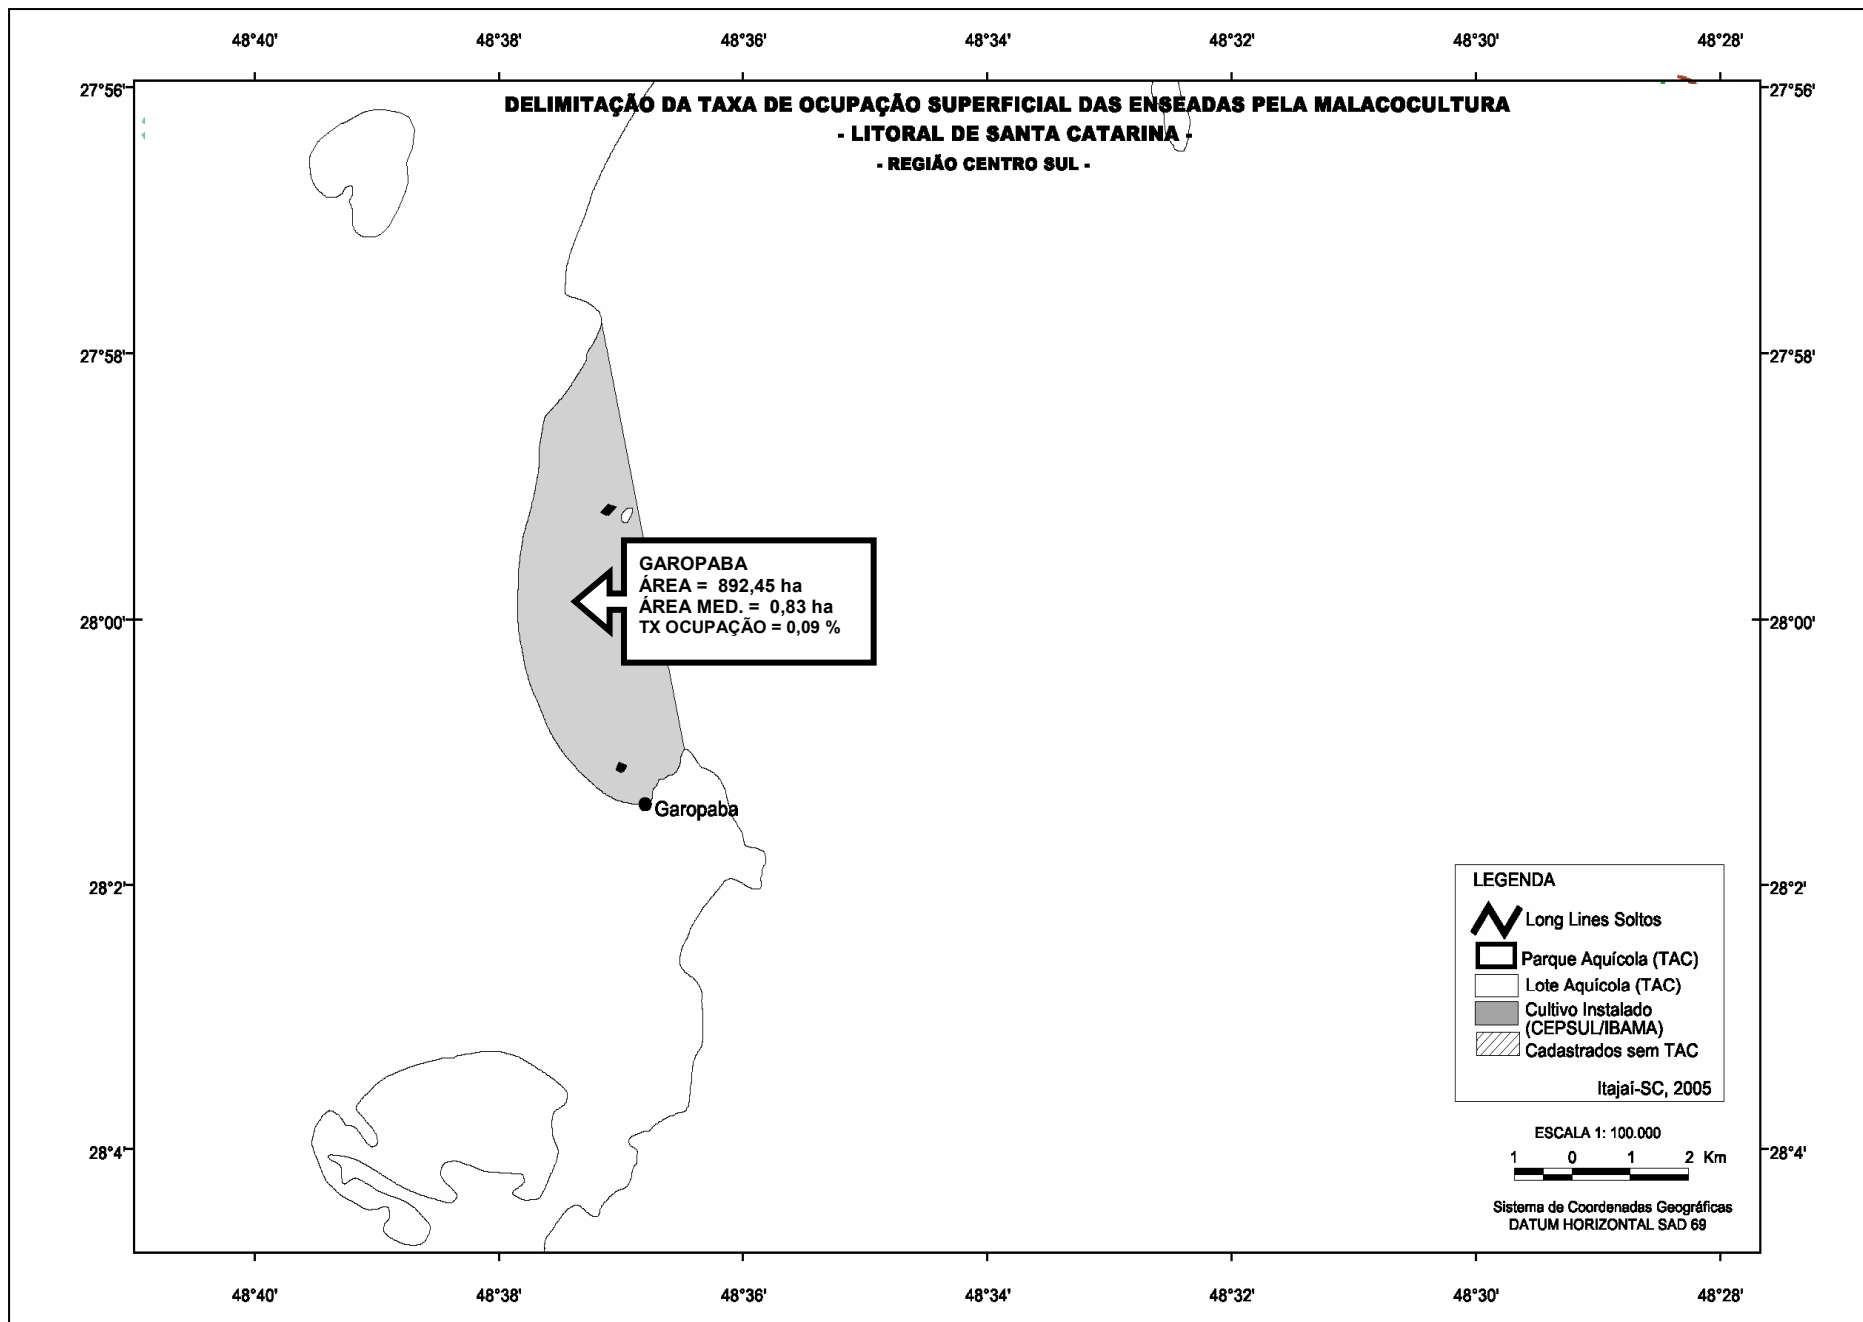 48°40' 48°38' 48°36' 48°34' 48°32' 48°30' 48°28'
27°56' 27°56'
DELIMITAÇÃO DA TAXA DE OCUPAÇÃO SUPERFICIAL DAS ENSEADAS PELA MALACOCULTURA
- LITORAL DE SANTA CATARINA -
- REGIÃO CENTRO SUL -
27°58' 27°58'
GAROPABA
ÁREA = 892,45 ha
ÁREA MED. = 0,83 ha
TX OCUPAÇÃO = 0,09 %
28°00' 28°00'
Garopaba
28°2' 28°2'
LEGENDA
Long Lines Soltos
Parque Aquícola (TAC)
Lote Aquícola (TAC)
Cultivo Instalado
(CEPSUL/IBAMA)
Cadastrados sem TAC
Itajaí-SC, 2005
ESCALA 1: 100.000
28°4' 28°4'
1 0 1 2 Km
Sistema de Coordenadas Geográficas
DATUM HORIZONTAL SAD 69
48°40' 48°38' 48°36' 48°34' 48°32' 48°30' 48°28'